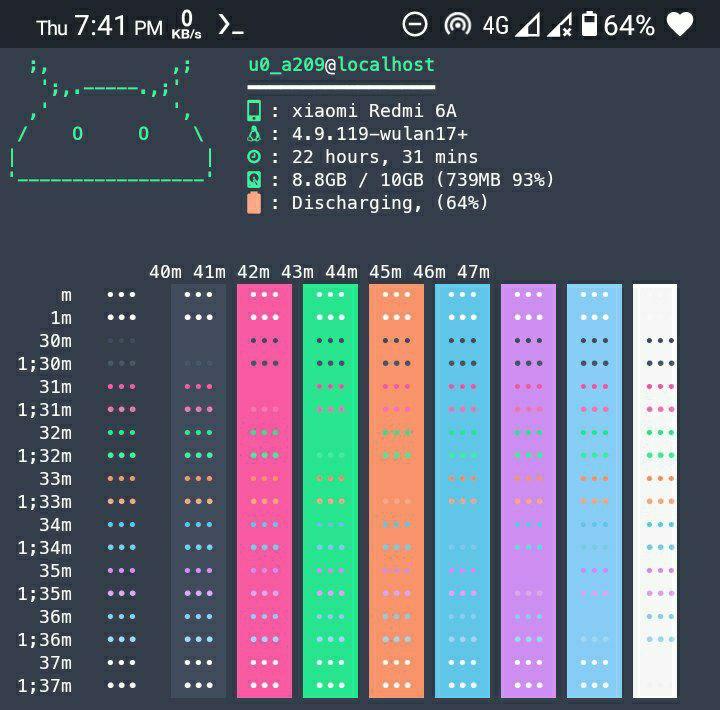 Thu 7:41 PM 0 KB/s 4G 64%
u0_a209@localhost
: xiaomi Redmi 6A
: 4.9.119-wulan17+
: 22 hours, 31 mins
: 8.8GB / 10GB (739MB 93%)
: Discharging, (64%)
40m 41m 42m 43m 44m 45m 46m 47m
m
1m
30m
1;30m
31m
1;31m
32m
1;32m
33m
1;33m
34m
1;34m
35m
1;35m
36m
1;36m
37m
1;37m